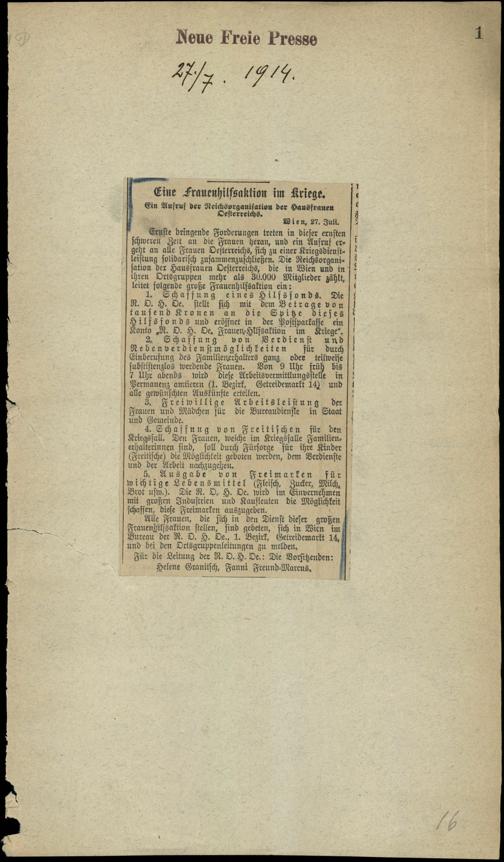 Neue Freie Presse
1
27./7. 1914.
Eine Frauenhilfsaktion im Kriege.
Ein Aufruf der Reichsorganisation der Hausfrauen
Oesterreichs.
Wien, 27. Juli.
Ernste dringende Forderungen treten in dieser ernsten
schweren Zeit an die Frauen heran, und ein Aufruf er-
geht an alle Frauen Oesterreichs, sich zu einer Kriegsdienst-
leistung solidarisch zusammenzuschließen. Die Reichsorgani-
sation der Hausfrauen Oesterreichs, die in Wien und in
ihren Ortsgruppen mehr als 30.000 Mitglieder zählt,
leitet folgende große Frauenhilfsaktion ein:
1. Schaffung eines Hilfsfonds. Die
R. O. H. Oe. stellt sich mit dem Betrage von
tausend Kronen an die Spitze dieses
Hilfsfonds und eröffnet in der Postsparkasse ein
Konto „R. O. H. Oe. Frauen-Hilfsaktion im Kriege“.
2. Schaffung von Verdienst und
Nebenverdienstmöglichkeiten für durch
Einberufung des Familienerhalters ganz oder teilweise
subsistenzlos werdende Frauen. Von 9 Uhr früh bis
7 Uhr abends wird diese Arbeitsvermittlungsstelle in
Permanenz amtieren (1. Bezirk, Getreidemarkt 14) und
alle gewünschten Auskünfte erteilen.
3. Freiwillige Arbeitsleistung der
Frauen und Mädchen für die Bureaudienste in Staat
und Gemeinde.
4. Schaffung von Freitischen für den
Kriegsfall. Den Frauen, welche im Kriegsfalle Familien-
erhalterinnen sind, soll durch Fürsorge für ihre Kinder
(Freitische) die Möglichkeit geboten werden, dem Verdienste
und der Arbeit nachzugehen.
5. Ausgabe von Freimarken für
wichtige Lebensmittel (Fleisch, Zucker, Milch,
Brot usw.). Die R. O. H. Oe. wird im Einvernehmen
mit großen Industrien und Kaufleuten die Möglichkeit
schaffen, diese Freimarken auszugeben.
Alle Frauen, die sich in den Dienst dieser großen
Frauenhilfsaktion stellen, sind gebeten, sich in Wien im
Bureau der R. O. H. Oe., 1. Bezirk, Getreidemarkt 14,
und bei den Ortsgruppenleitungen zu melden.
Für die Leitung der R. O. H. Oe.: Die Vorsitzenden:
Helene Granitsch, Fanni Freund-Marcus.
16